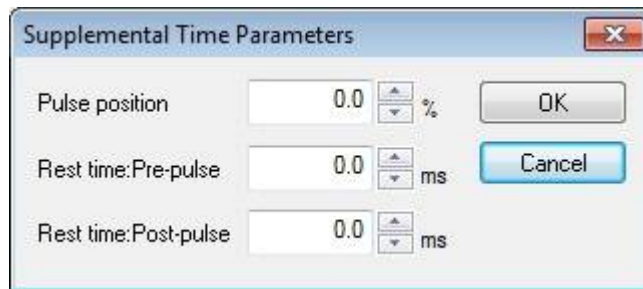 Supplemental Time Parameters
Pulse position 0.0 % OK
Rest time:Pre-pulse 0.0 ms Cancel
Rest time:Post-pulse 0.0 ms